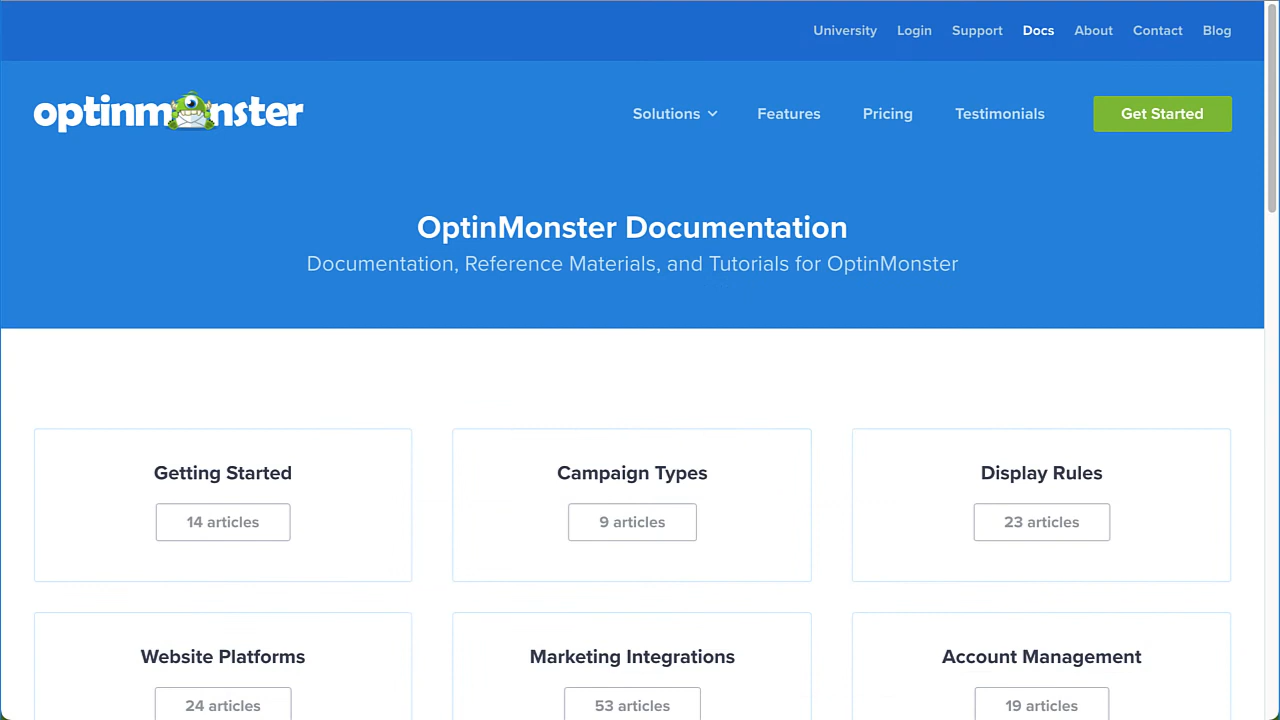 University Login Support Docs About Contact Blog
optinmonster Solutions Features Pricing Testimonials Get Started
OptinMonster Documentation
Documentation, Reference Materials, and Tutorials for OptinMonster
Getting Started Campaign Types Display Rules
14 articles 9 articles 23 articles
Website Platforms Marketing Integrations Account Management
24 articles 53 articles 19 articles